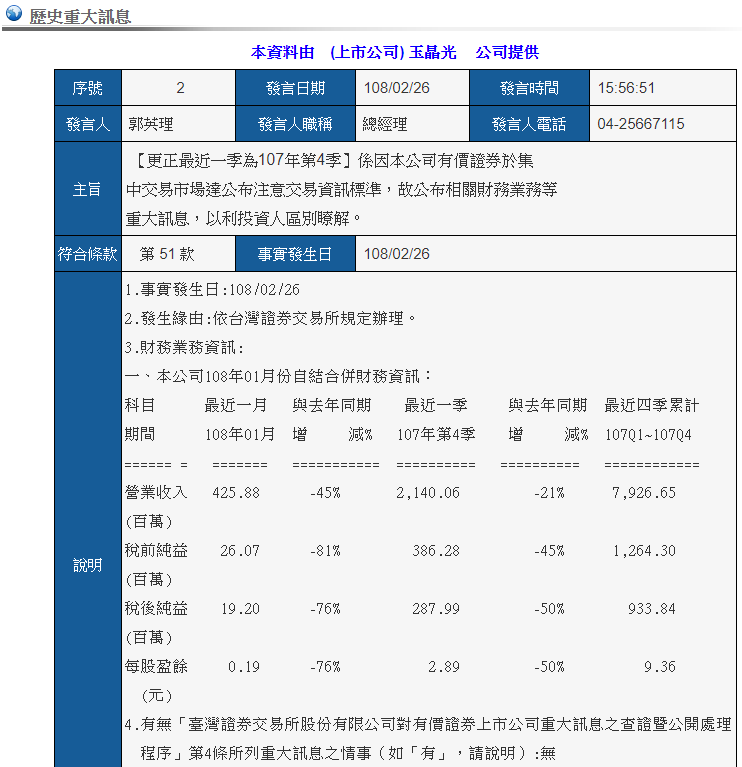 歷史重大訊息
本資料由 (上市公司) 玉晶光 公司提供
序號 2 發言日期 108/02/26 發言時間 15:56:51
發言人 郭英理 發言人職稱 總經理 發言人電話 04-25667115
主旨
【更正最近一季為107年第4季】係因本公司有價證券於集
中交易市場達公布注意交易資訊標準，故公布相關財務業務等
重大訊息，以利投資人區別瞭解。
符合條款 第 51 款 事實發生日 108/02/26
說明
1.事實發生日:108/02/26
2.發生緣由:依台灣證券交易所規定辦理。
3.財務業務資訊:
一、本公司108年01月份自結合併財務資訊：
科目 最近一月 與去年同期 最近一季 與去年同期 最近四季累計
期間 108年01月 增 減% 107年第4季 增 減% 107Q1~107Q4
====== = ======= =========== ========== ========== ============
營業收入 425.88 -45% 2,140.06 -21% 7,926.65
(百萬)
稅前純益 26.07 -81% 386.28 -45% 1,264.30
(百萬)
稅後純益 19.20 -76% 287.99 -50% 933.84
(百萬)
每股盈餘 0.19 -76% 2.89 -50% 9.36
(元)
4.有無「臺灣證券交易所股份有限公司對有價證券上市公司重大訊息之查證暨公開處理
程序」第4條所列重大訊息之情事（如「有」，請說明）:無